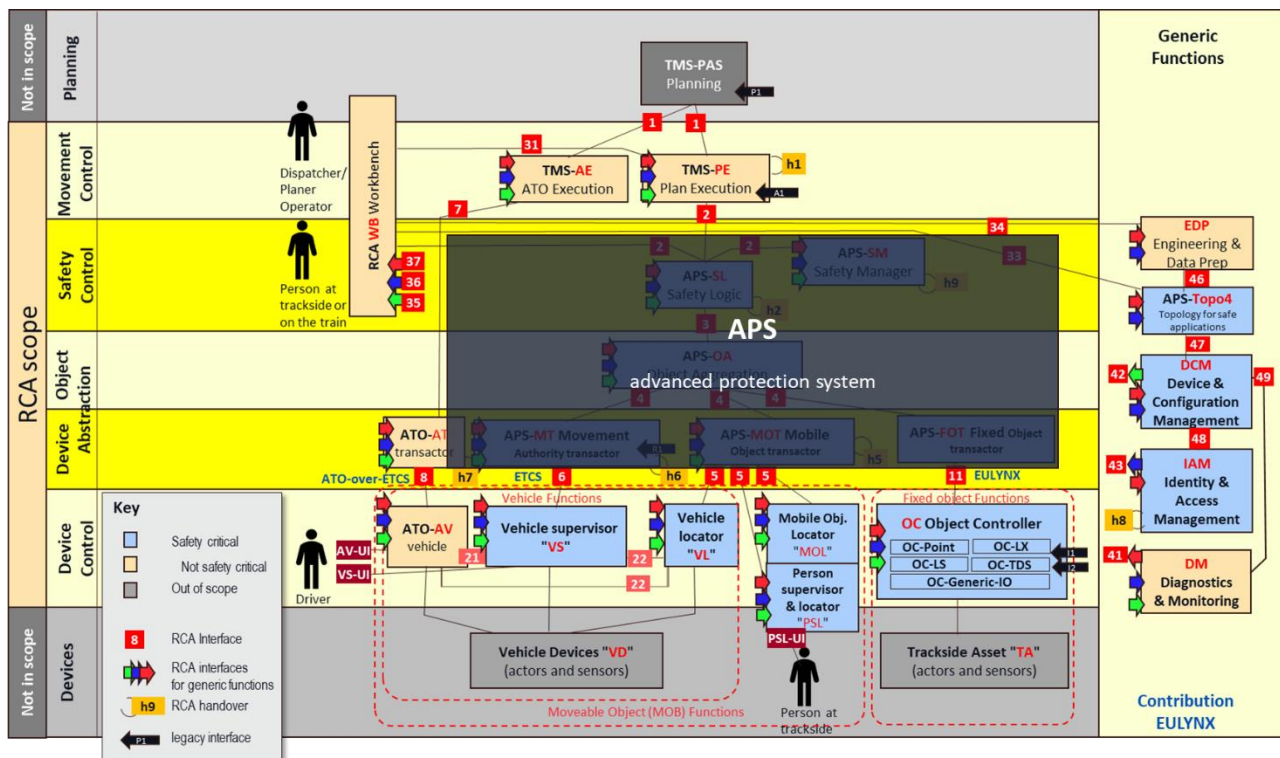 Not in scope
Planning
TMS-PAS
Planning
P1
Generic
Functions
1
1
RCA scope
Movement
Control
Dispatcher/
Planer
Operator
31
TMS-AE
ATO Execution
TMS-PE
Plan Execution
h1
A1
7
2
RCA WB Workbench
Safety
Control
Person at
trackside or
on the train
37
36
35
2
2
APS-SL
Safety Logic
h2
APS-SM
Safety Manager
h9
34
33
3
APS
advanced protection system
Object
Abstraction
APS-OA
Object Aggregation
4
4
4
Device
ATO-AT
transactor
APS-MT Movement
Authority transactor
APS-MOT Mobile
Object transactor
h5
APS-FOT Fixed Object
transactor
ATO-over-ETCS
8
h7
ETCS
6
h6
5
5
5
11
EULYNX
Device
Control
Vehicle Functions
Fixed object Functions
Driver
AV-UI
VS-UI
ATO-AV
vehicle
21
Vehicle supervisor
"VS"
22
22
Vehicle
locator
"VL"
Mobile Obj.
Locator
"MOL"
Person
supervisor
& locator
"PSL"
PSL-UI
OC Object Controller
OC-Point
OC-LX
OC-LS
OC-TDS
OC-Generic-IO
I2
Not in scope
Devices
Vehicle Devices "VD"
(actors and sensors)
Trackside Asset "TA"
(actors and sensors)
Moveable Object (MOB) Functions
Person at
trackside
EDP
Engineering &
Data Prep
46
APS-Topo4
Topology for safe
applications
47
42
DCM
Device &
Configuration
Management
49
48
43
IAM
Identity &
Access
Management
h8
41
DM
Diagnostics
& Monitoring
Contribution
EULYNX
Key
Safety critical
Not safety critical
Out of scope
8
RCA Interface
RCA interfaces
for generic functions
h9
RCA handover
P1
legacy interface